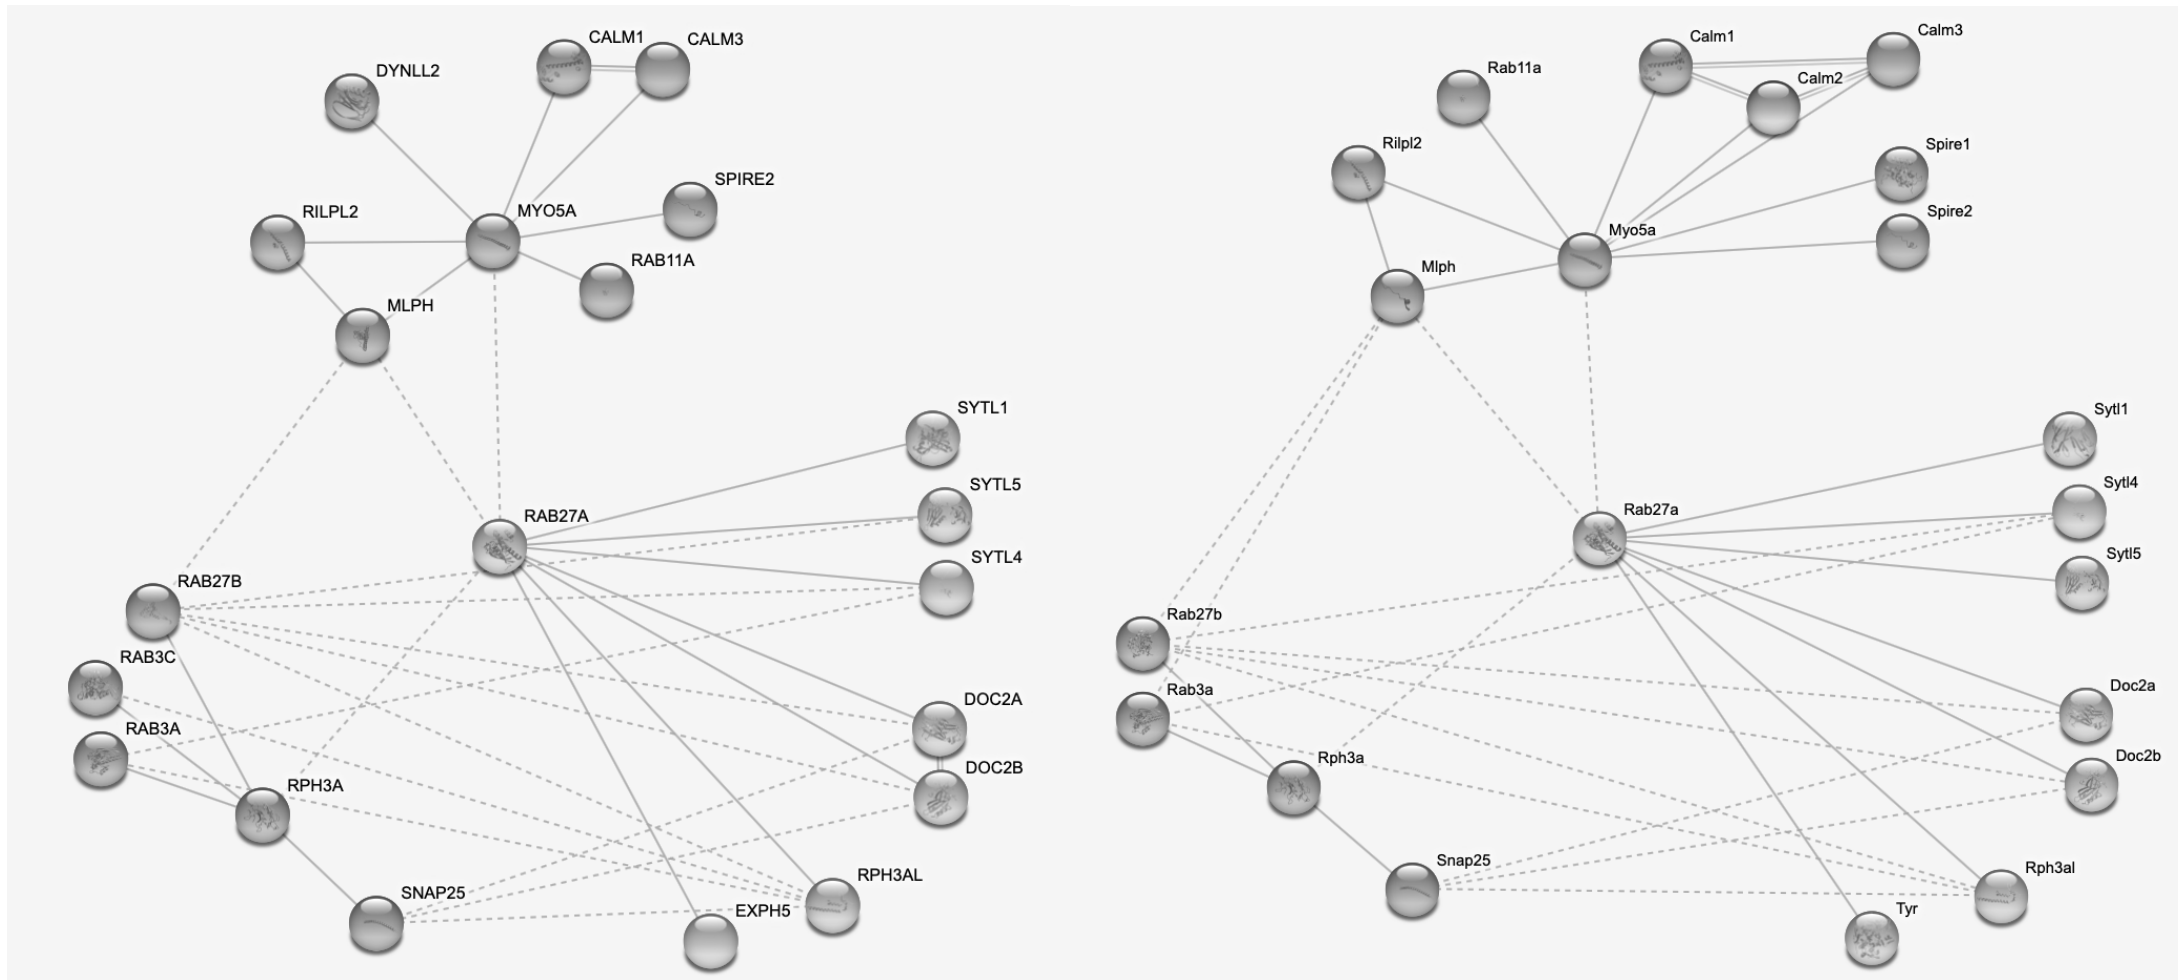 CALM1
CALM3
DYNLL2
SPIRE2
RILPL2
MYO5A
RAB11A
MLPH
SYTL1
SYTL5
RAB27A
SYTL4
RAB27B
RAB3C
DOC2A
RAB3A
DOC2B
RPH3A
RPH3AL
SNAP25
EXPH5
Calm3
Calm1
Rab11a
Calm2
Rilpl2
Spire1
Spire2
Myo5a
Mlph
Sytl1
Sytl4
Rab27a
Sytl5
Rab27b
Rab3a
Doc2a
Rph3a
Doc2b
Snap25
Rph3al
Tyr